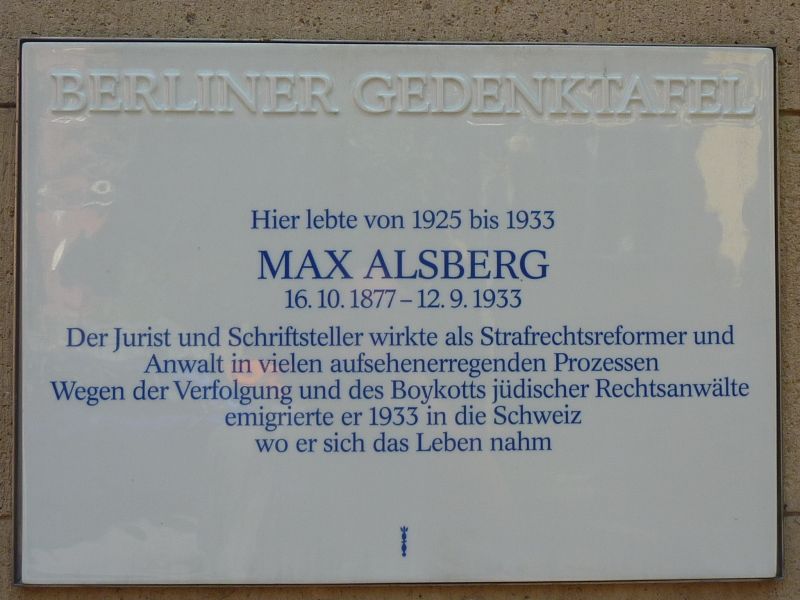 BERLINER GEDENKTAFEL
Hier lebte von 1925 bis 1933
MAX ALSBERG
16. 10. 1877 – 12. 9. 1933
Der Jurist und Schriftsteller wirkte als Strafrechtsreformer und
Anwalt in vielen aufsehenerregenden Prozessen
Wegen der Verfolgung und des Boykotts jüdischer Rechtsanwälte
emigrierte er 1933 in die Schweiz
wo er sich das Leben nahm